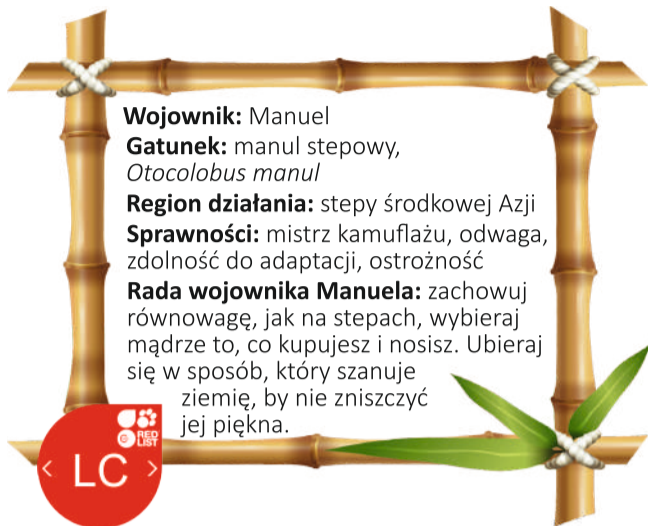 Wojownik: Manuel
Gatunek: manul stepowy,
Otocolobus manul
Region działania: stepy środkowej Azji
Sprawności: mistrz kamuflażu, odwaga,
zdolność do adaptacji, ostrożność
Rada wojownika Manuela: zachowuj
równowagę, jak na stepach, wybieraj
mądrze to, co kupujesz i nosisz. Ubieraj
się w sposób, który szanuje
ziemię, by nie zniszczyć
jej piękna.
RED
LIST
< LC >